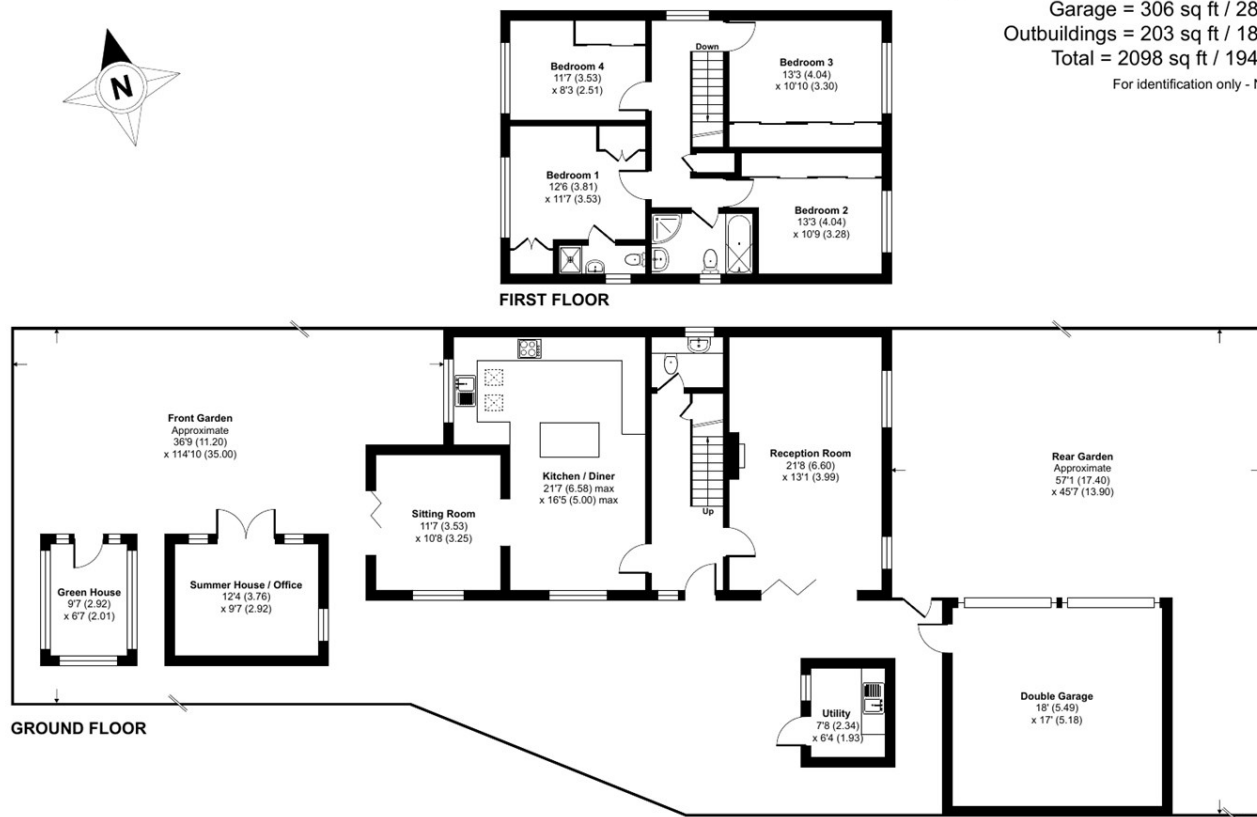 Garage = 306 sq ft / 28
Outbuildings = 203 sq ft / 18
Total = 2098 sq ft / 194
For identification only - N
N
Bedroom 4
11'7 (3.53)
x 8'3 (2.51)
Down
Bedroom 3
13'3 (4.04)
x 10'10 (3.30)
Bedroom 1
12'6 (3.81)
x 11'7 (3.53)
Bedroom 2
13'3 (4.04)
x 10'9 (3.28)
FIRST FLOOR
Front Garden
Approximate
36'9 (11.20)
x 114'10 (35.00)
Kitchen / Diner
21'7 (6.58) max
x 16'5 (5.00) max
Sitting Room
11'7 (3.53)
x 10'8 (3.25)
Up
Reception Room
21'8 (6.60)
x 13'1 (3.99)
Rear Garden
Approximate
57'1 (17.40)
x 45'7 (13.90)
Green House
9'7 (2.92)
x 6'7 (2.01)
Summer House / Office
12'4 (3.76)
x 9'7 (2.92)
Utility
7'8 (2.34)
x 6'4 (1.93)
Double Garage
18' (5.49)
x 17' (5.18)
GROUND FLOOR